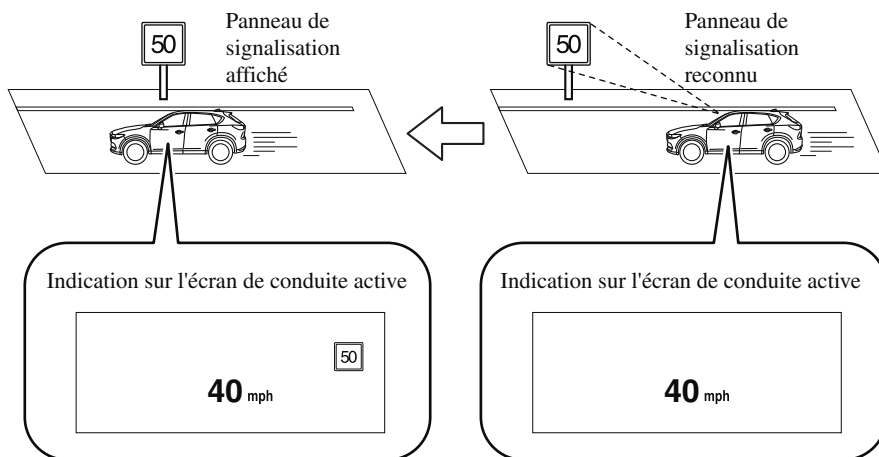 50
Panneau de
signalisation
affiché
50
Panneau de
signalisation
reconnu
Indication sur l'écran de conduite active
50
40 mph
Indication sur l'écran de conduite active
40 mph